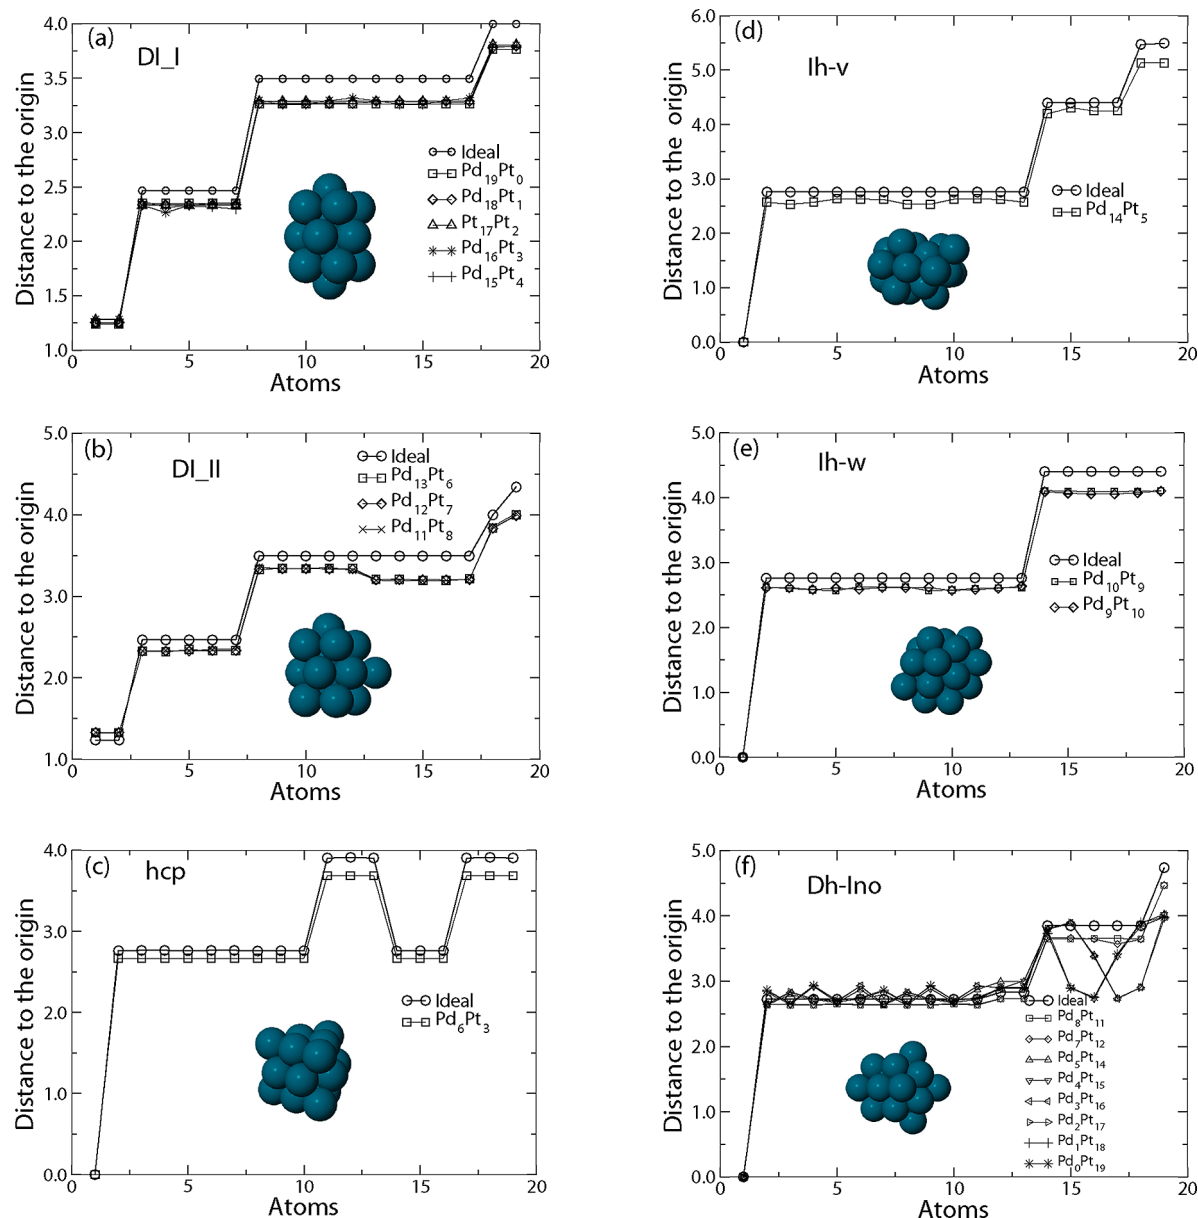 (a)
DI_I
Distance to the origin
4.0
3.5
3.0
2.5
2.0
1.5
1.0
Ideal
Pd19Pt0
Pd18Pt1
Pt17Pt2
Pd16Pt3
Pd15Pt4
0 5 10 15 20
Atoms
(d)
Ih-v
Distance to the origin
6.0
5.0
4.0
3.0
2.0
1.0
0.0
Ideal
Pd14Pt5
0 5 10 15 20
Atoms
(b)
DI_II
Distance to the origin
5.0
4.0
3.0
2.0
1.0
Ideal
Pd13Pt6
Pd12Pt7
Pd11Pt8
0 5 10 15 20
Atoms
(e)
Ih-w
Distance to the origin
5.0
4.0
3.0
2.0
1.0
0.0
Ideal
Pd10Pt9
Pd9Pt10
0 5 10 15 20
Atoms
(c)
hcp
Distance to the origin
4.0
3.0
2.0
1.0
0.0
Ideal
Pd6Pt3
0 5 10 15 20
Atoms
(f)
Dh-Ino
Distance to the origin
5.0
4.0
3.0
2.0
1.0
0.0
Ideal
Pd8Pt11
Pd7Pt12
Pd5Pt14
Pd4Pt15
Pd3Pt16
Pd2Pt17
Pd1Pt18
Pd0Pt19
0 5 10 15 20
Atoms